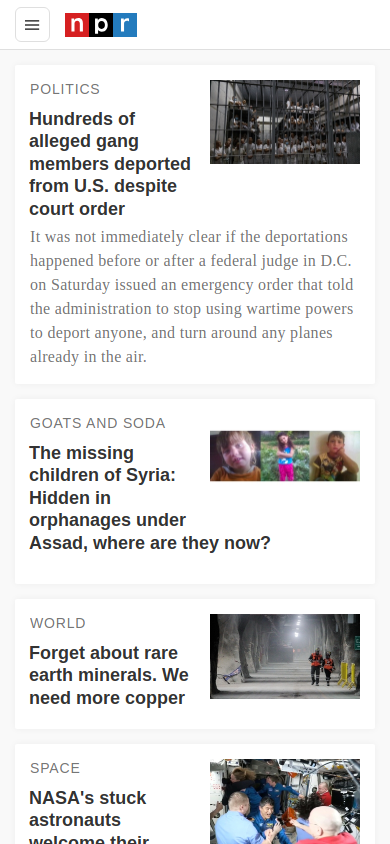 npr
POLITICS
Hundreds of
alleged gang
members deported
from U.S. despite
court order
It was not immediately clear if the deportations
happened before or after a federal judge in D.C.
on Saturday issued an emergency order that told
the administration to stop using wartime powers
to deport anyone, and turn around any planes
already in the air.
GOATS AND SODA
The missing
children of Syria:
Hidden in
orphanages under
Assad, where are they now?
WORLD
Forget about rare
earth minerals. We
need more copper
SPACE
NASA's stuck
astronauts
welcome their